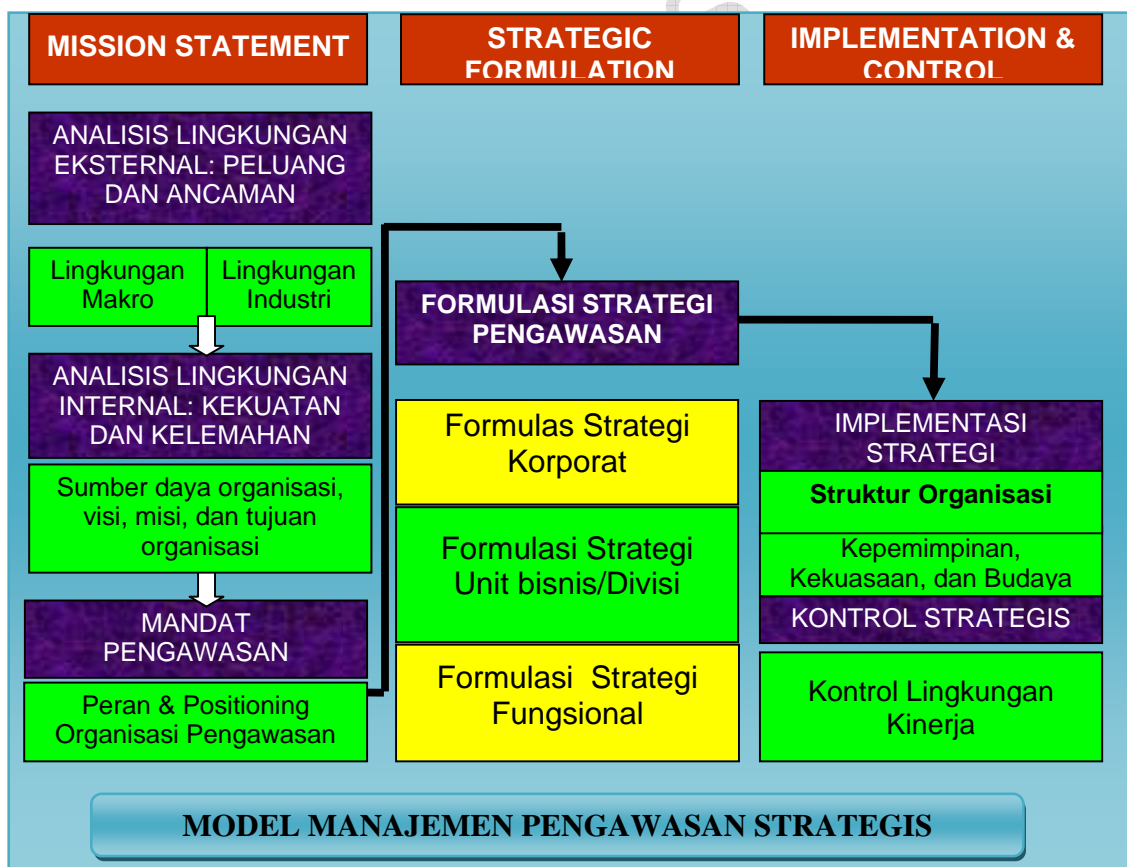 MISSION STATEMENT
STRATEGIC
FORMULATION
IMPLEMENTATION &
CONTROL
ANALISIS LINGKUNGAN
EKSTERNAL: PELUANG
DAN ANCAMAN
Lingkungan
Makro
Lingkungan
Industri
ANALISIS LINGKUNGAN
INTERNAL: KEKUATAN
DAN KELEMAHAN
Sumber daya organisasi,
visi, misi, dan tujuan
organisasi
MANDAT
PENGAWASAN
Peran & Positioning
Organisasi Pengawasan
FORMULASI STRATEGI
PENGAWASAN
Formulas Strategi
Korporat
Formulasi Strategi
Unit bisnis/Divisi
Formulasi Strategi
Fungsional
IMPLEMENTASI
STRATEGI
Struktur Organisasi
Kepemimpinan,
Kekuasaan, dan Budaya
KONTROL STRATEGIS
Kontrol Lingkungan
Kinerja
MODEL MANAJEMEN PENGAWASAN STRATEGIS